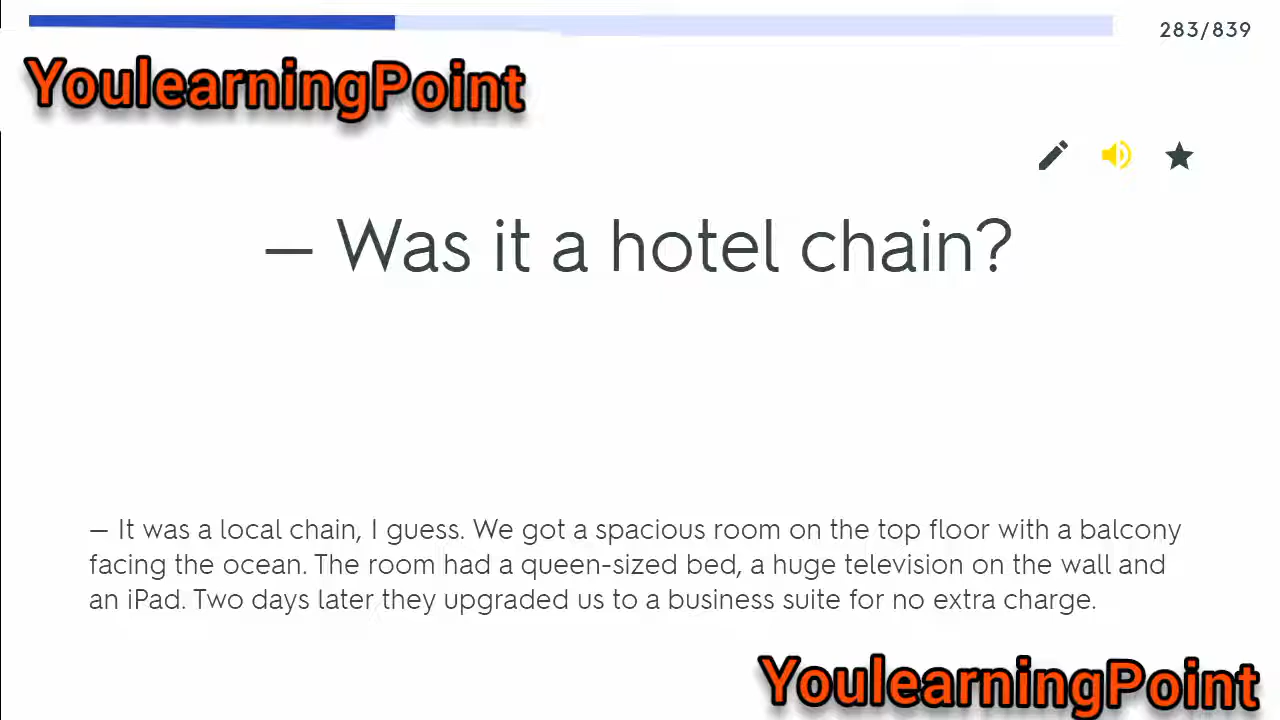 283/839
YoulearningPoint
— Was it a hotel chain?
— It was a local chain, I guess. We got a spacious room on the top floor with a balcony
facing the ocean. The room had a queen-sized bed, a huge television on the wall and
an iPad. Two days later they upgraded us to a business suite for no extra charge.
YoulearningPoint